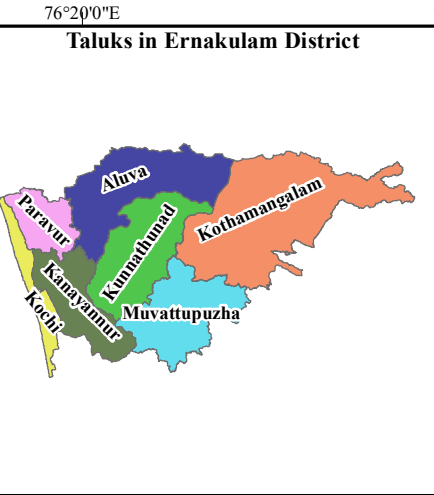 76°20'0"E
Taluks in Ernakulam District
Aluva
Paravur
Kothamangalam
Kunnathunad
Kanayannur
Kochi
Muvattupuzha